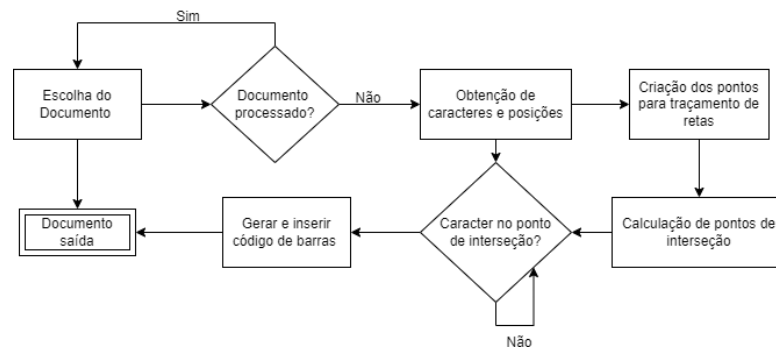 Sim
Escolha do
Documento
Documento
processado?
Não
Obtenção de
caracteres e posições
Criação dos pontos
para traçamento de
retas
Documento
saída
Gerar e inserir
código de barras
Caracter no ponto
de interseção?
Calculação de pontos de
interseção
Não